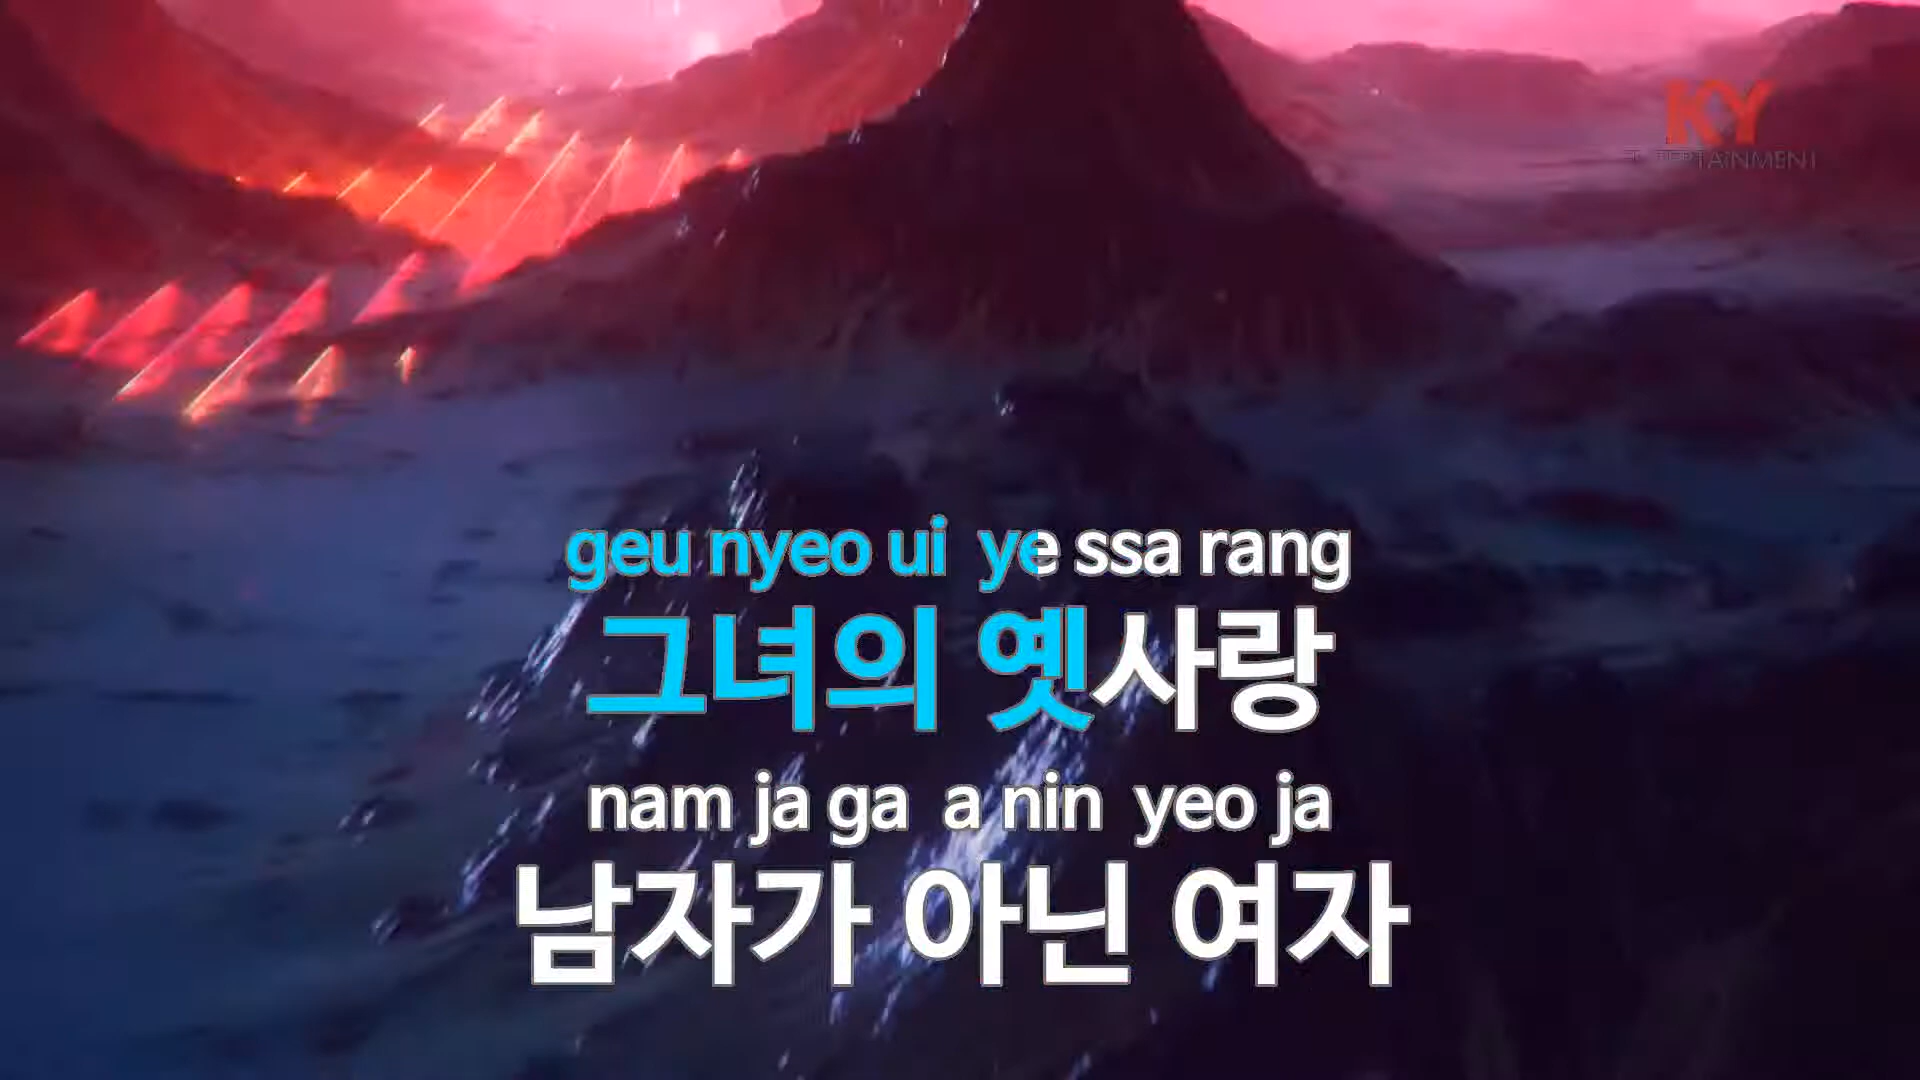 KY
ENTERTAINMENT
geu nyeo ui ye ssa rang
그녀의 옛사랑
nam ja ga a nin yeo ja
남자가 아닌 여자